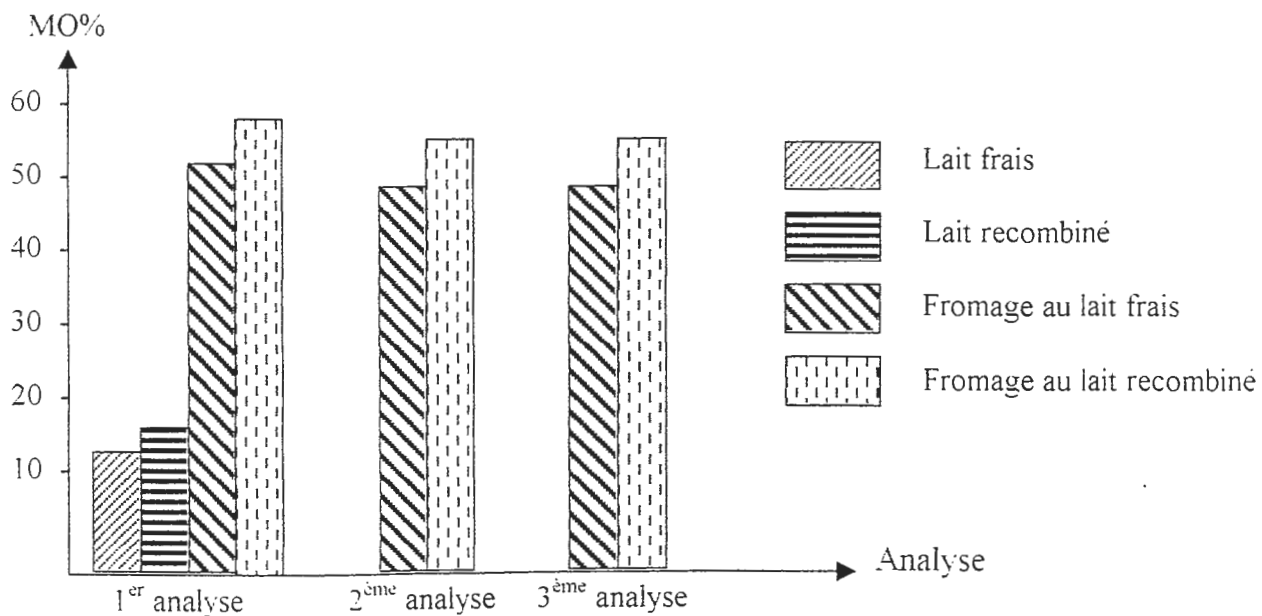 MO%
60
50
40
30
20
10
Lait frais
Lait recombiné
Fromage au lait frais
Fromage au lait recombiné
Analyse
1er analyse
2ème analyse
3ème analyse